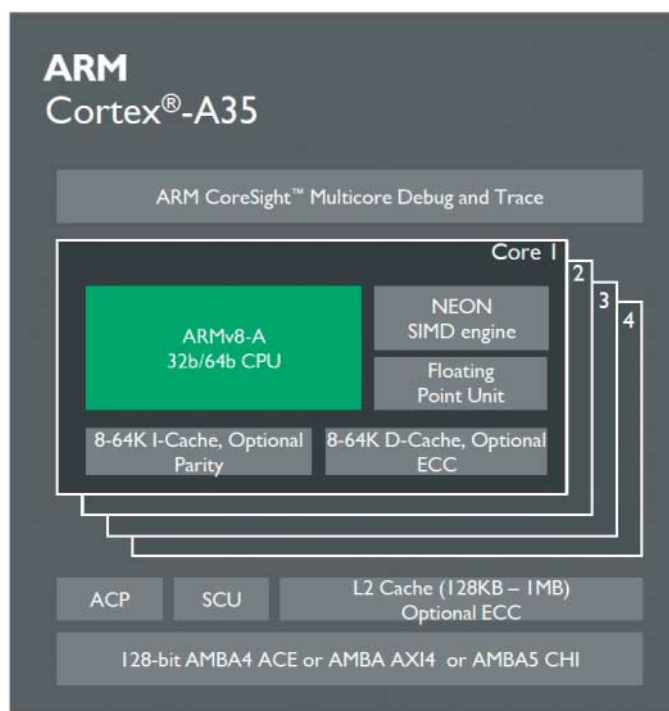 ARM
Cortex®-A35
ARM CoreSight™ Multicore Debug and Trace
Core 1
2
3
4
ARMv8-A
32b/64b CPU
NEON
SIMD engine
Floating
Point Unit
8-64K I-Cache, Optional
Parity
8-64K D-Cache, Optional
ECC
ACP
SCU
L2 Cache (128KB – 1MB)
Optional ECC
128-bit AMBA4 ACE or AMBA AXI4 or AMBA5 CHI